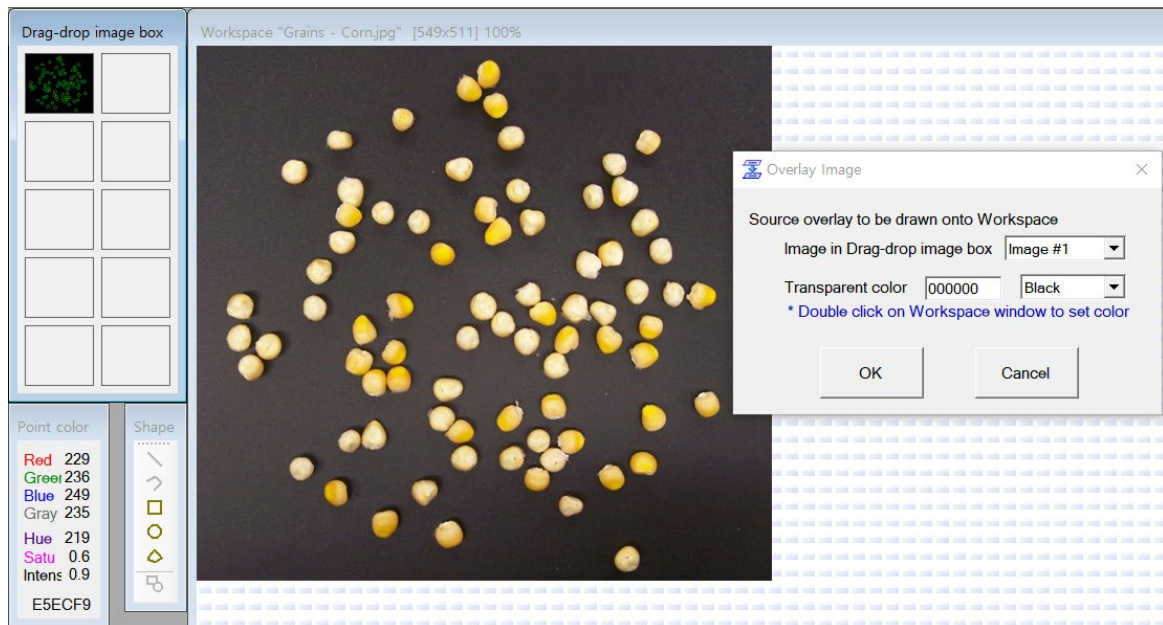 Drag-drop image box
Workspace "Grains - Corn.jpg" [549x511] 100%
Overlay Image
Source overlay to be drawn onto Workspace
Image in Drag-drop image box Image #1
Transparent color 000000 Black
* Double click on Workspace window to set color
OK Cancel
Point color
Red 229
Green 236
Blue 249
Gray 235
Hue 219
Satu 0.6
Intens 0.9
E5ECF9
Shape